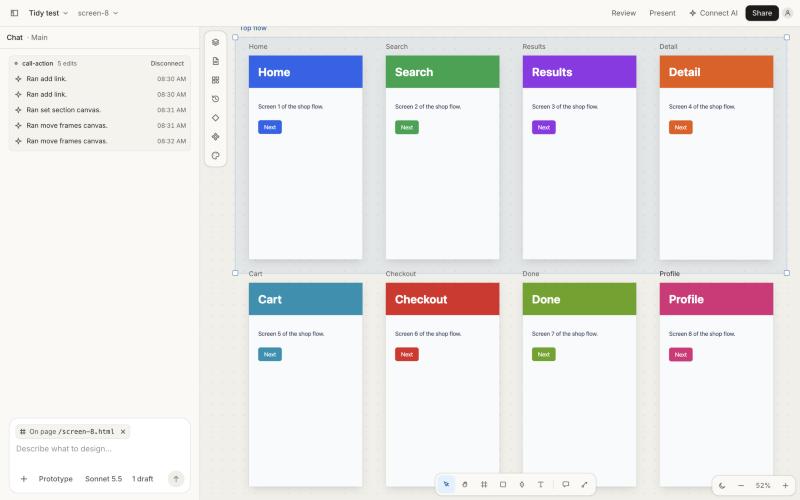 Tidy test
screen-8
Review
Present
Connect AI
Share
Chat · Main
call-action 5 edits Disconnect
Ran add link. 08:30 AM
Ran add link. 08:30 AM
Ran set section canvas. 08:31 AM
Ran move frames canvas. 08:31 AM
Ran move frames canvas. 08:32 AM
On page /screen-8.html
Describe what to design...
Prototype Sonnet 5.5 1 draft
Top flow
Home Search Results Detail
Home Search Results Detail
Screen 1 of the shop flow. Screen 2 of the shop flow. Screen 3 of the shop flow. Screen 4 of the shop flow.
Next Next Next Next
Cart Checkout Done Profile
Cart Checkout Done Profile
Screen 5 of the shop flow. Screen 6 of the shop flow. Screen 7 of the shop flow. Screen 8 of the shop flow.
Next Next Next Next
52%